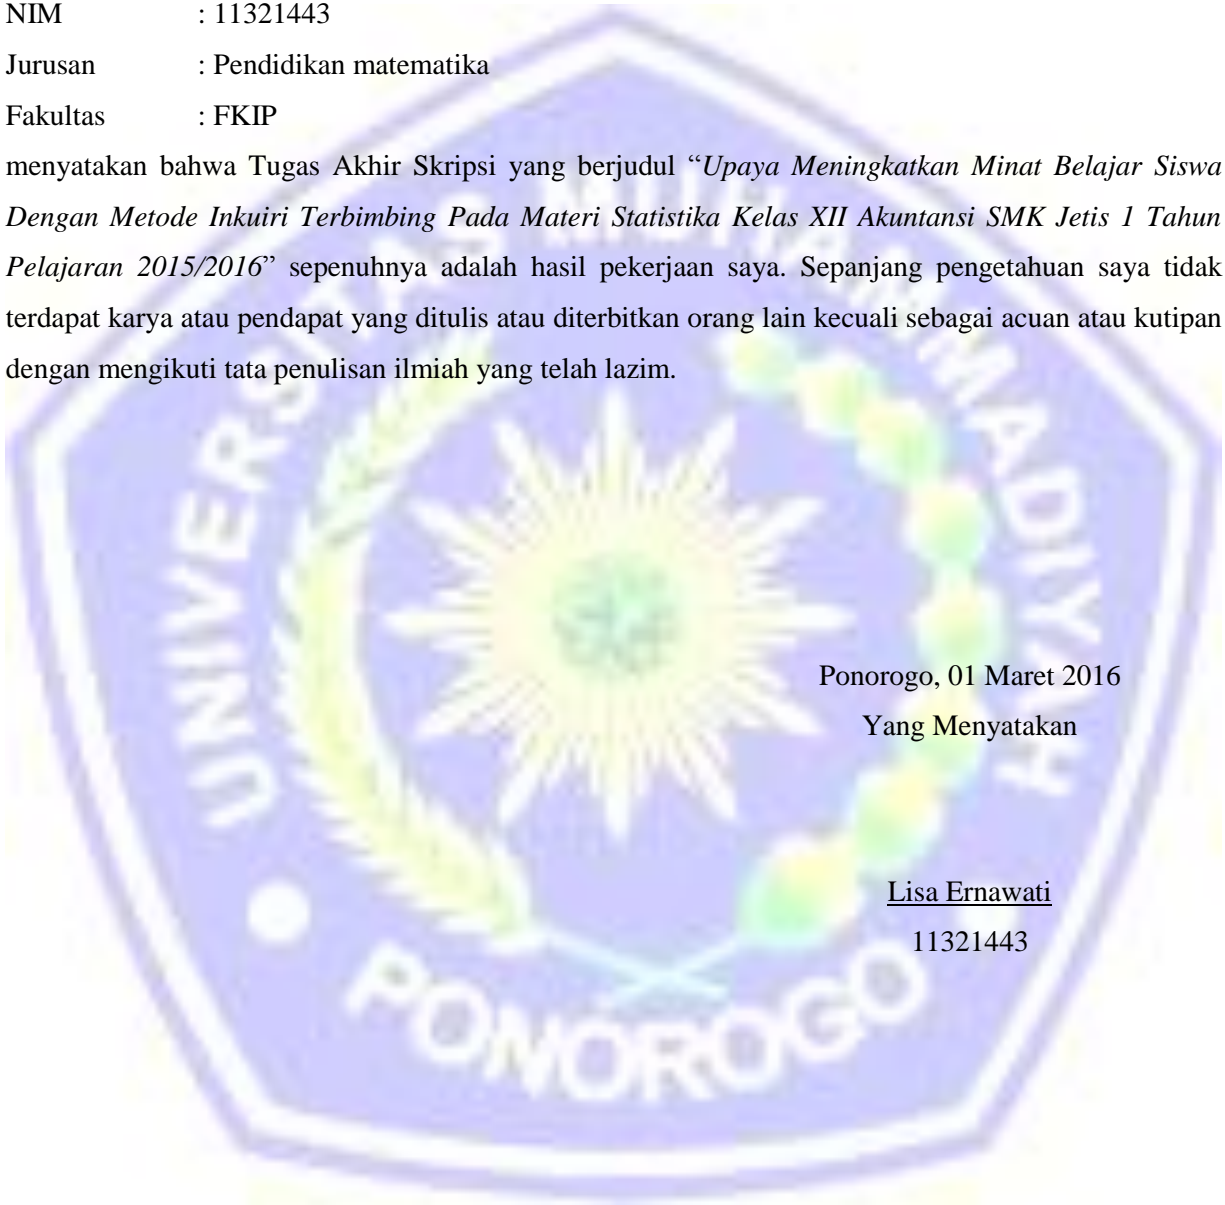 NIM : 11321443
Jurusan : Pendidikan matematika
Fakultas : FKIP
menyatakan bahwa Tugas Akhir Skripsi yang berjudul “Upaya Meningkatkan Minat Belajar Siswa
Dengan Metode Inkuiri Terbimbing Pada Materi Statistika Kelas XII Akuntansi SMK Jetis 1 Tahun
Pelajaran 2015/2016” sepenuhnya adalah hasil pekerjaan saya. Sepanjang pengetahuan saya tidak
terdapat karya atau pendapat yang ditulis atau diterbitkan orang lain kecuali sebagai acuan atau kutipan
dengan mengikuti tata penulisan ilmiah yang telah lazim.
Ponorogo, 01 Maret 2016
Yang Menyatakan
Lisa Ernawati
11321443
UNIVERSITAS MUHAMMADIYAH
PONOROGO